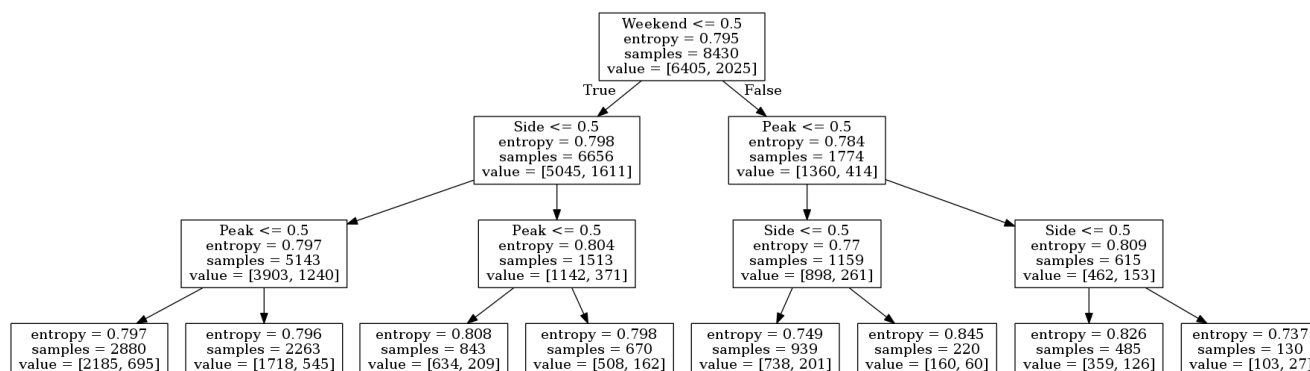 Weekend <= 0.5
entropy = 0.795
samples = 8430
value = [6405, 2025]
True
False
Side <= 0.5
entropy = 0.798
samples = 6656
value = [5045, 1611]
Peak <= 0.5
entropy = 0.784
samples = 1774
value = [1360, 414]
Peak <= 0.5
entropy = 0.797
samples = 5143
value = [3903, 1240]
Peak <= 0.5
entropy = 0.804
samples = 1513
value = [1142, 371]
Side <= 0.5
entropy = 0.77
samples = 1159
value = [898, 261]
Side <= 0.5
entropy = 0.809
samples = 615
value = [462, 153]
entropy = 0.797
samples = 2880
value = [2185, 695]
entropy = 0.796
samples = 2263
value = [1718, 545]
entropy = 0.808
samples = 843
value = [634, 209]
entropy = 0.798
samples = 670
value = [508, 162]
entropy = 0.749
samples = 939
value = [738, 201]
entropy = 0.845
samples = 220
value = [160, 60]
entropy = 0.826
samples = 485
value = [359, 126]
entropy = 0.737
samples = 130
value = [103, 27]